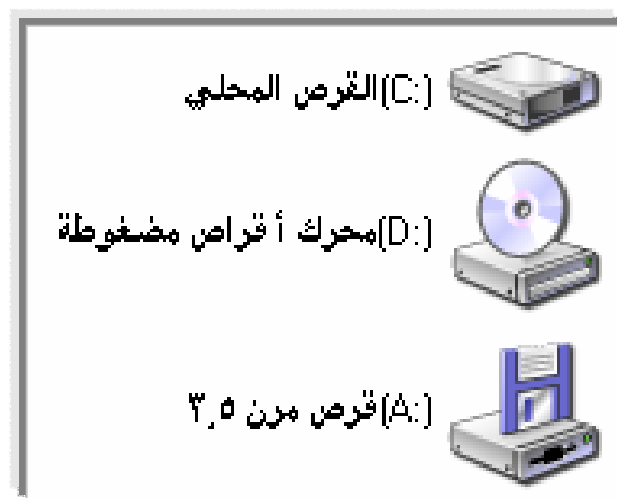 (C:)القرص المحلي
(D:)محرك أقراص مضغوطة
(A:)قرص مرن ٣,٥